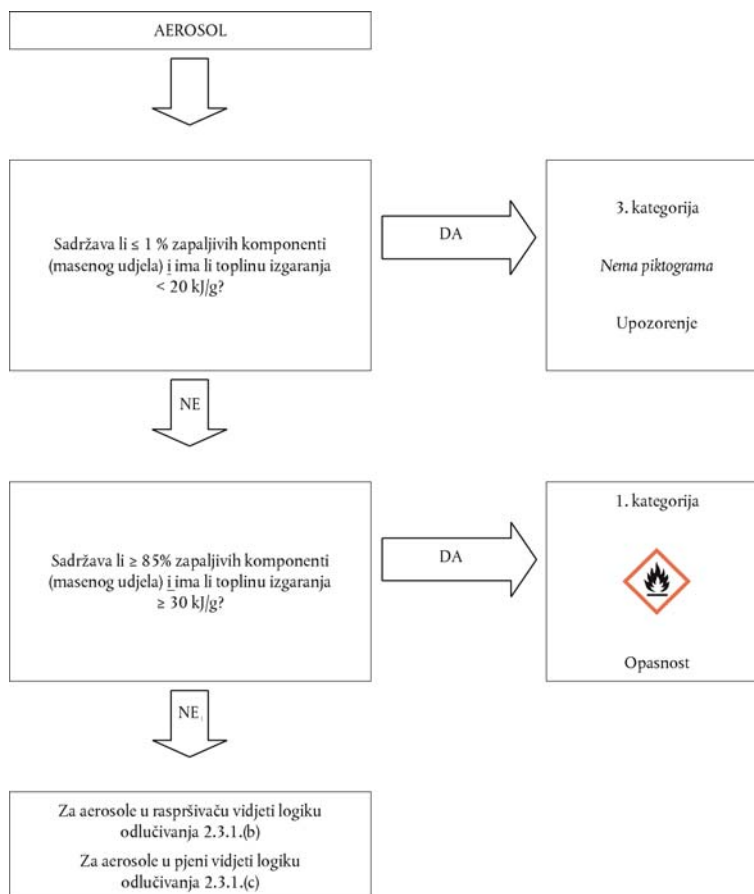 AEROSOL
Sadržava li ≤ 1 % zapaljivih komponenti
(masenog udjela) i ima li toplinu izgaranja
< 20 kJ/g?
DA
3. kategorija
Nema piktograma
Upozorenje
NE
Sadržava li ≥ 85% zapaljivih komponenti
(masenog udjela) i ima li toplinu izgaranja
≥ 30 kJ/g?
DA
1. kategorija
Opasnost
NE
Za aerosole u raspršivaču vidjeti logiku
odlučivanja 2.3.1.(b)
Za aerosole u pjeni vidjeti logiku
odlučivanja 2.3.1.(c)